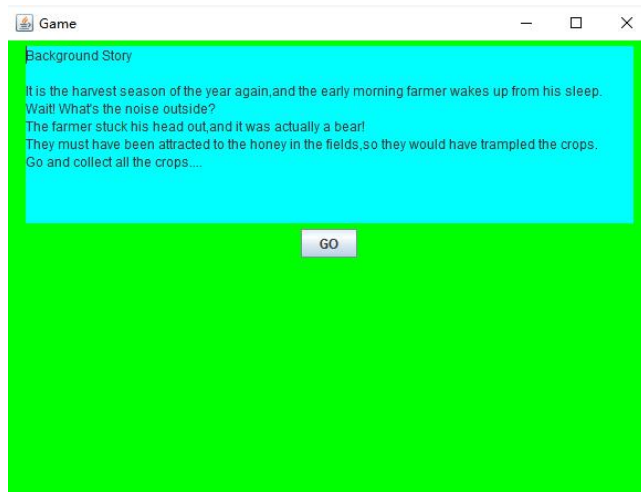 Game
Background Story
It is the harvest season of the year again,and the early morning farmer wakes up from his sleep.
Wait! What's the noise outside?
The farmer stuck his head out,and it was actually a bear!
They must have been attracted to the honey in the fields,so they would have trampled the crops.
Go and collect all the crops....
GO